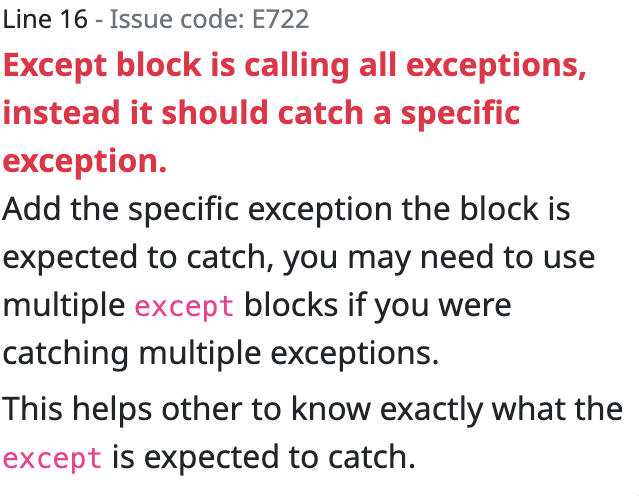 Line 16 - Issue code: E722
Except block is calling all exceptions,
instead it should catch a specific
exception.
Add the specific exception the block is
expected to catch, you may need to use
multiple except blocks if you were
catching multiple exceptions.
This helps other to know exactly what the
except is expected to catch.